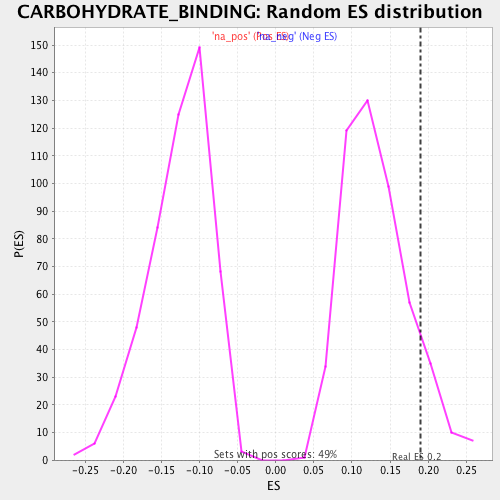 CARBOHYDRATE_BINDING: Random ES distribution
'na_pos' (Pos ES) 'na_neg' (Neg ES)
150
140
130
120
110
100
90
80
70
60
50
40
30
20
10
0
P(ES)
Sets with pos scores: 49%
Real ES 0.2
-0.25 -0.20 -0.15 -0.10 -0.05 0.00 0.05 0.10 0.15 0.20 0.25
ES